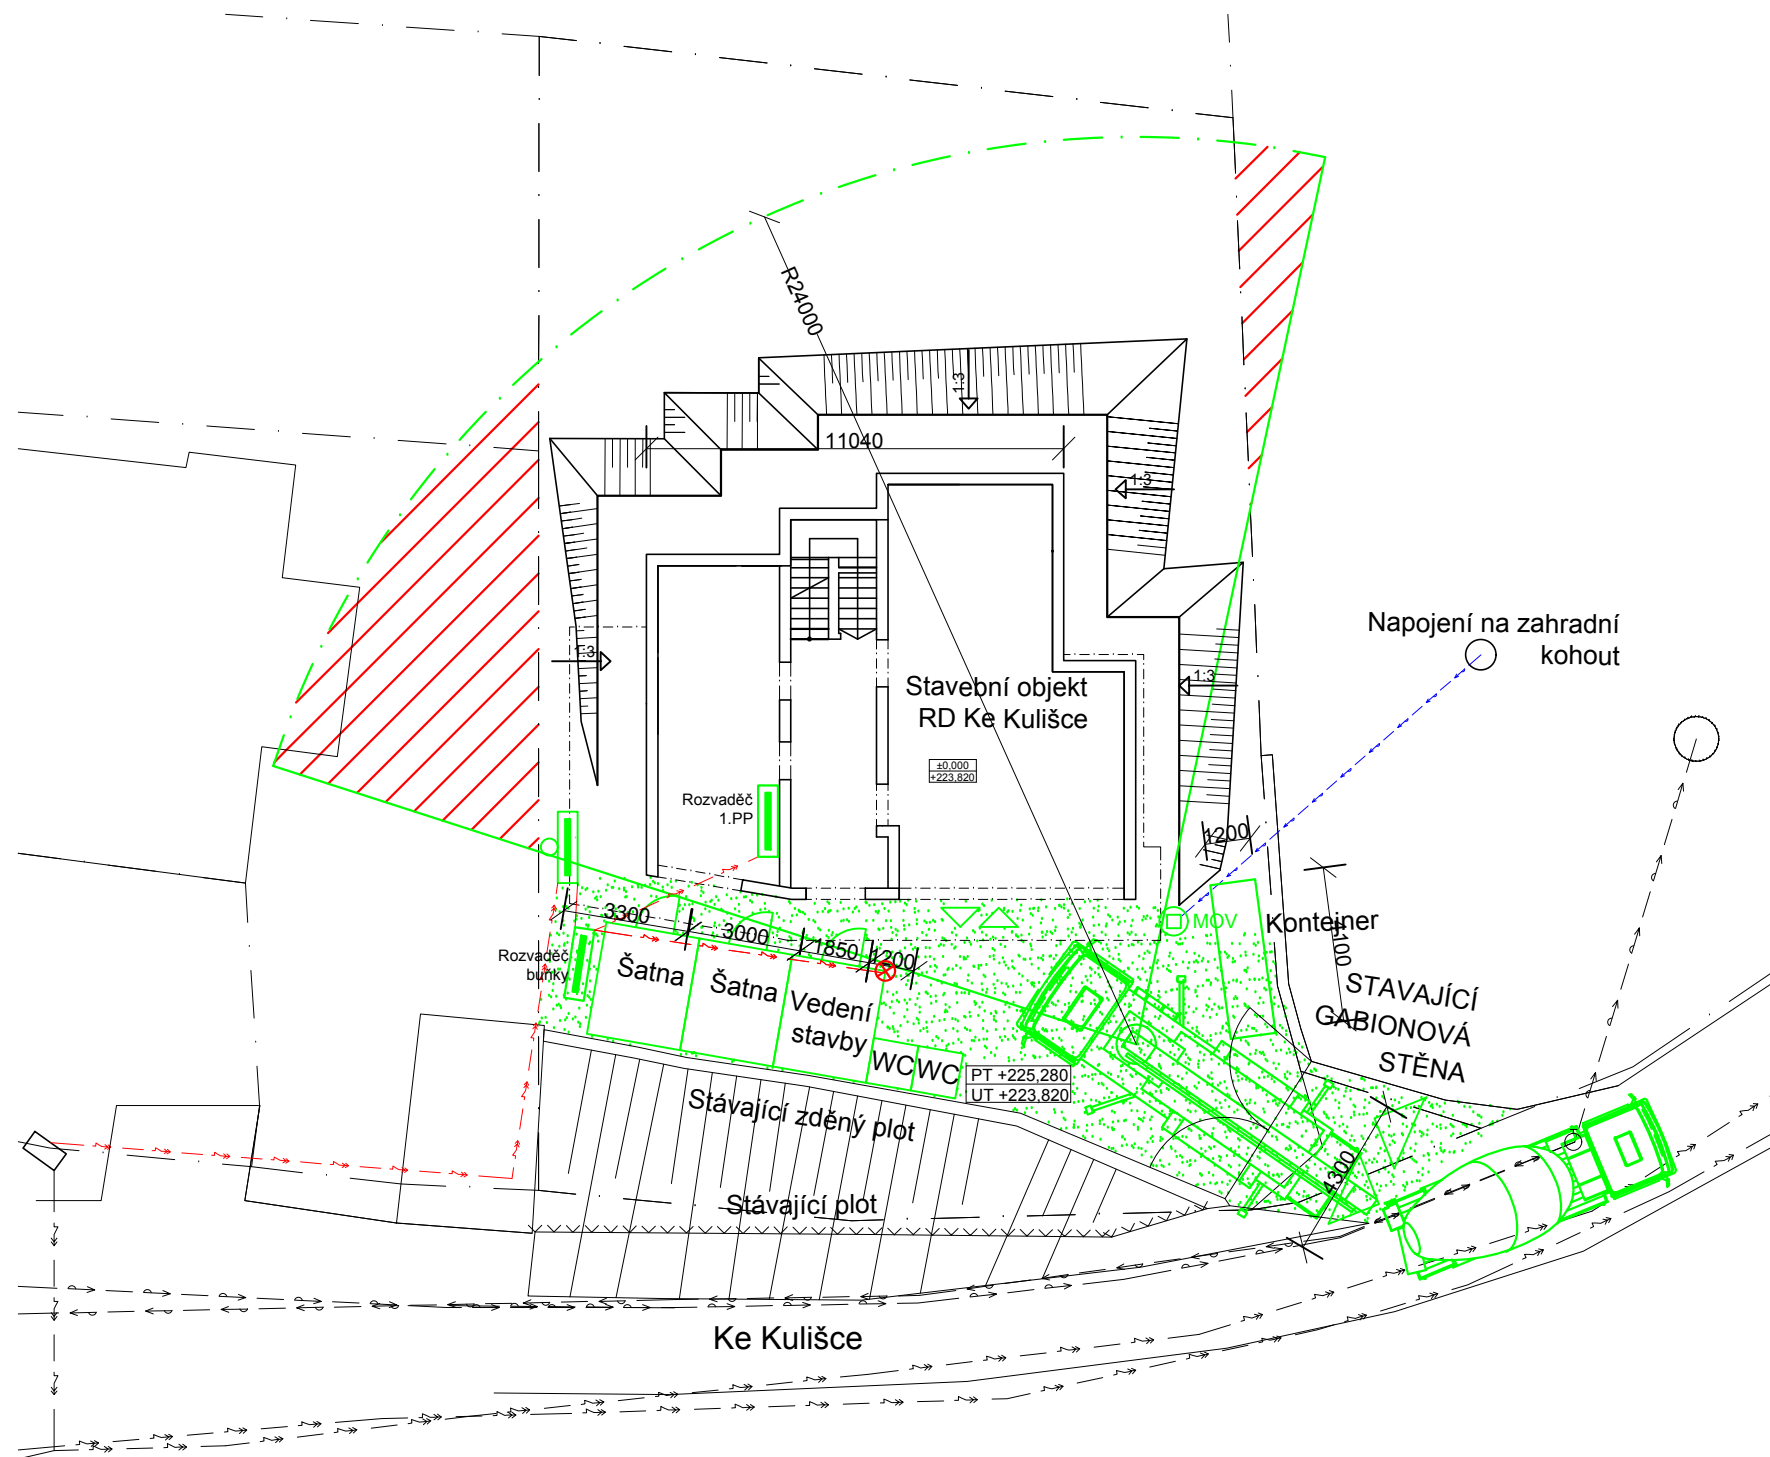 R24000
1:3
11040
1:3
Napojení na zahradní
kohout
1:3
Stavební objekt
RD Ke Kulišce
1:3
±0,000
+223,820
Rozvaděč
1.PP
1200
3300
3000
1850
1200
MOV
Kontejner
4100
Rozvaděč
buňky
Šatna
Šatna
Vedení
stavby
WC
WC
STAVAJÍCÍ
GABIONOVÁ
STĚNA
PT +225,280
UT +223,820
Stávající zděný plot
4300
Stávající plot
Ke Kulišce